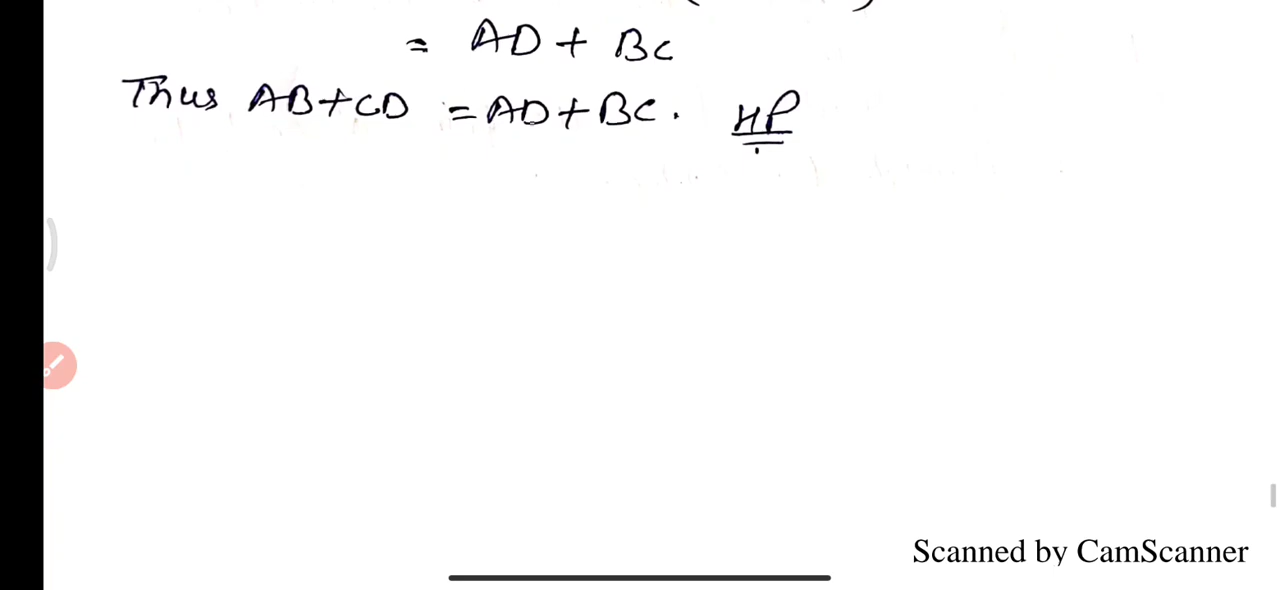 = AD + BC
Thus AB+CD = AD+BC. HP
Scanned by CamScanner